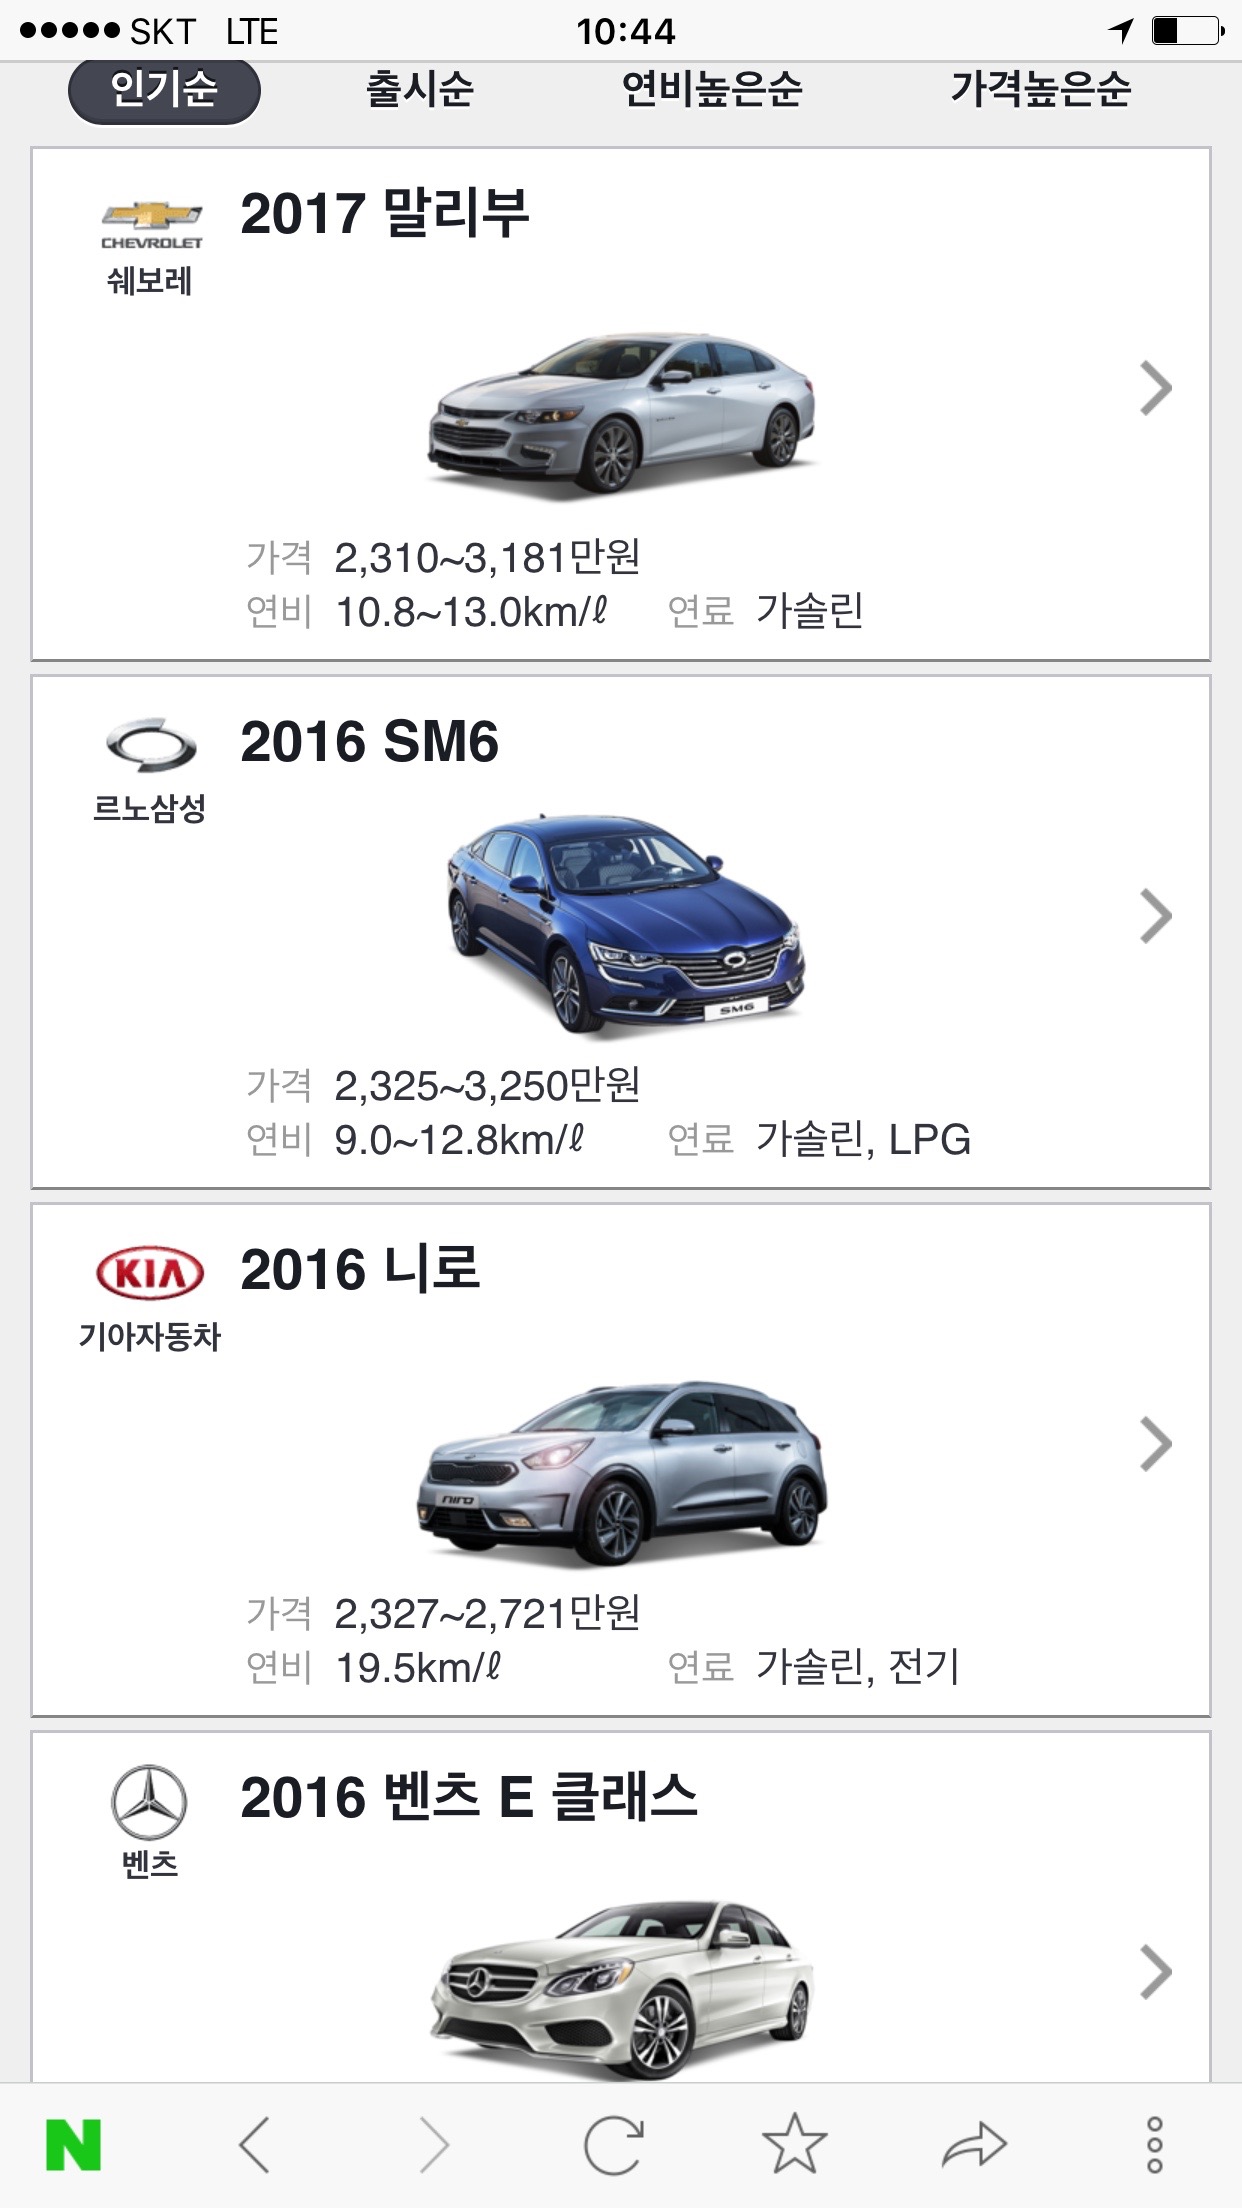 SKT LTE 10:44
인기순 출시순 연비높은순 가격높은순
2017 말리부
CHEVROLET
쉐보레
가격 2,310~3,181만원
연비 10.8~13.0km/ℓ 연료 가솔린
2016 SM6
르노삼성
SM6
가격 2,325~3,250만원
연비 9.0~12.8km/ℓ 연료 가솔린, LPG
KIA
2016 니로
기아자동차
NIRO
가격 2,327~2,721만원
연비 19.5km/ℓ 연료 가솔린, 전기
2016 벤츠 E 클래스
벤츠
N